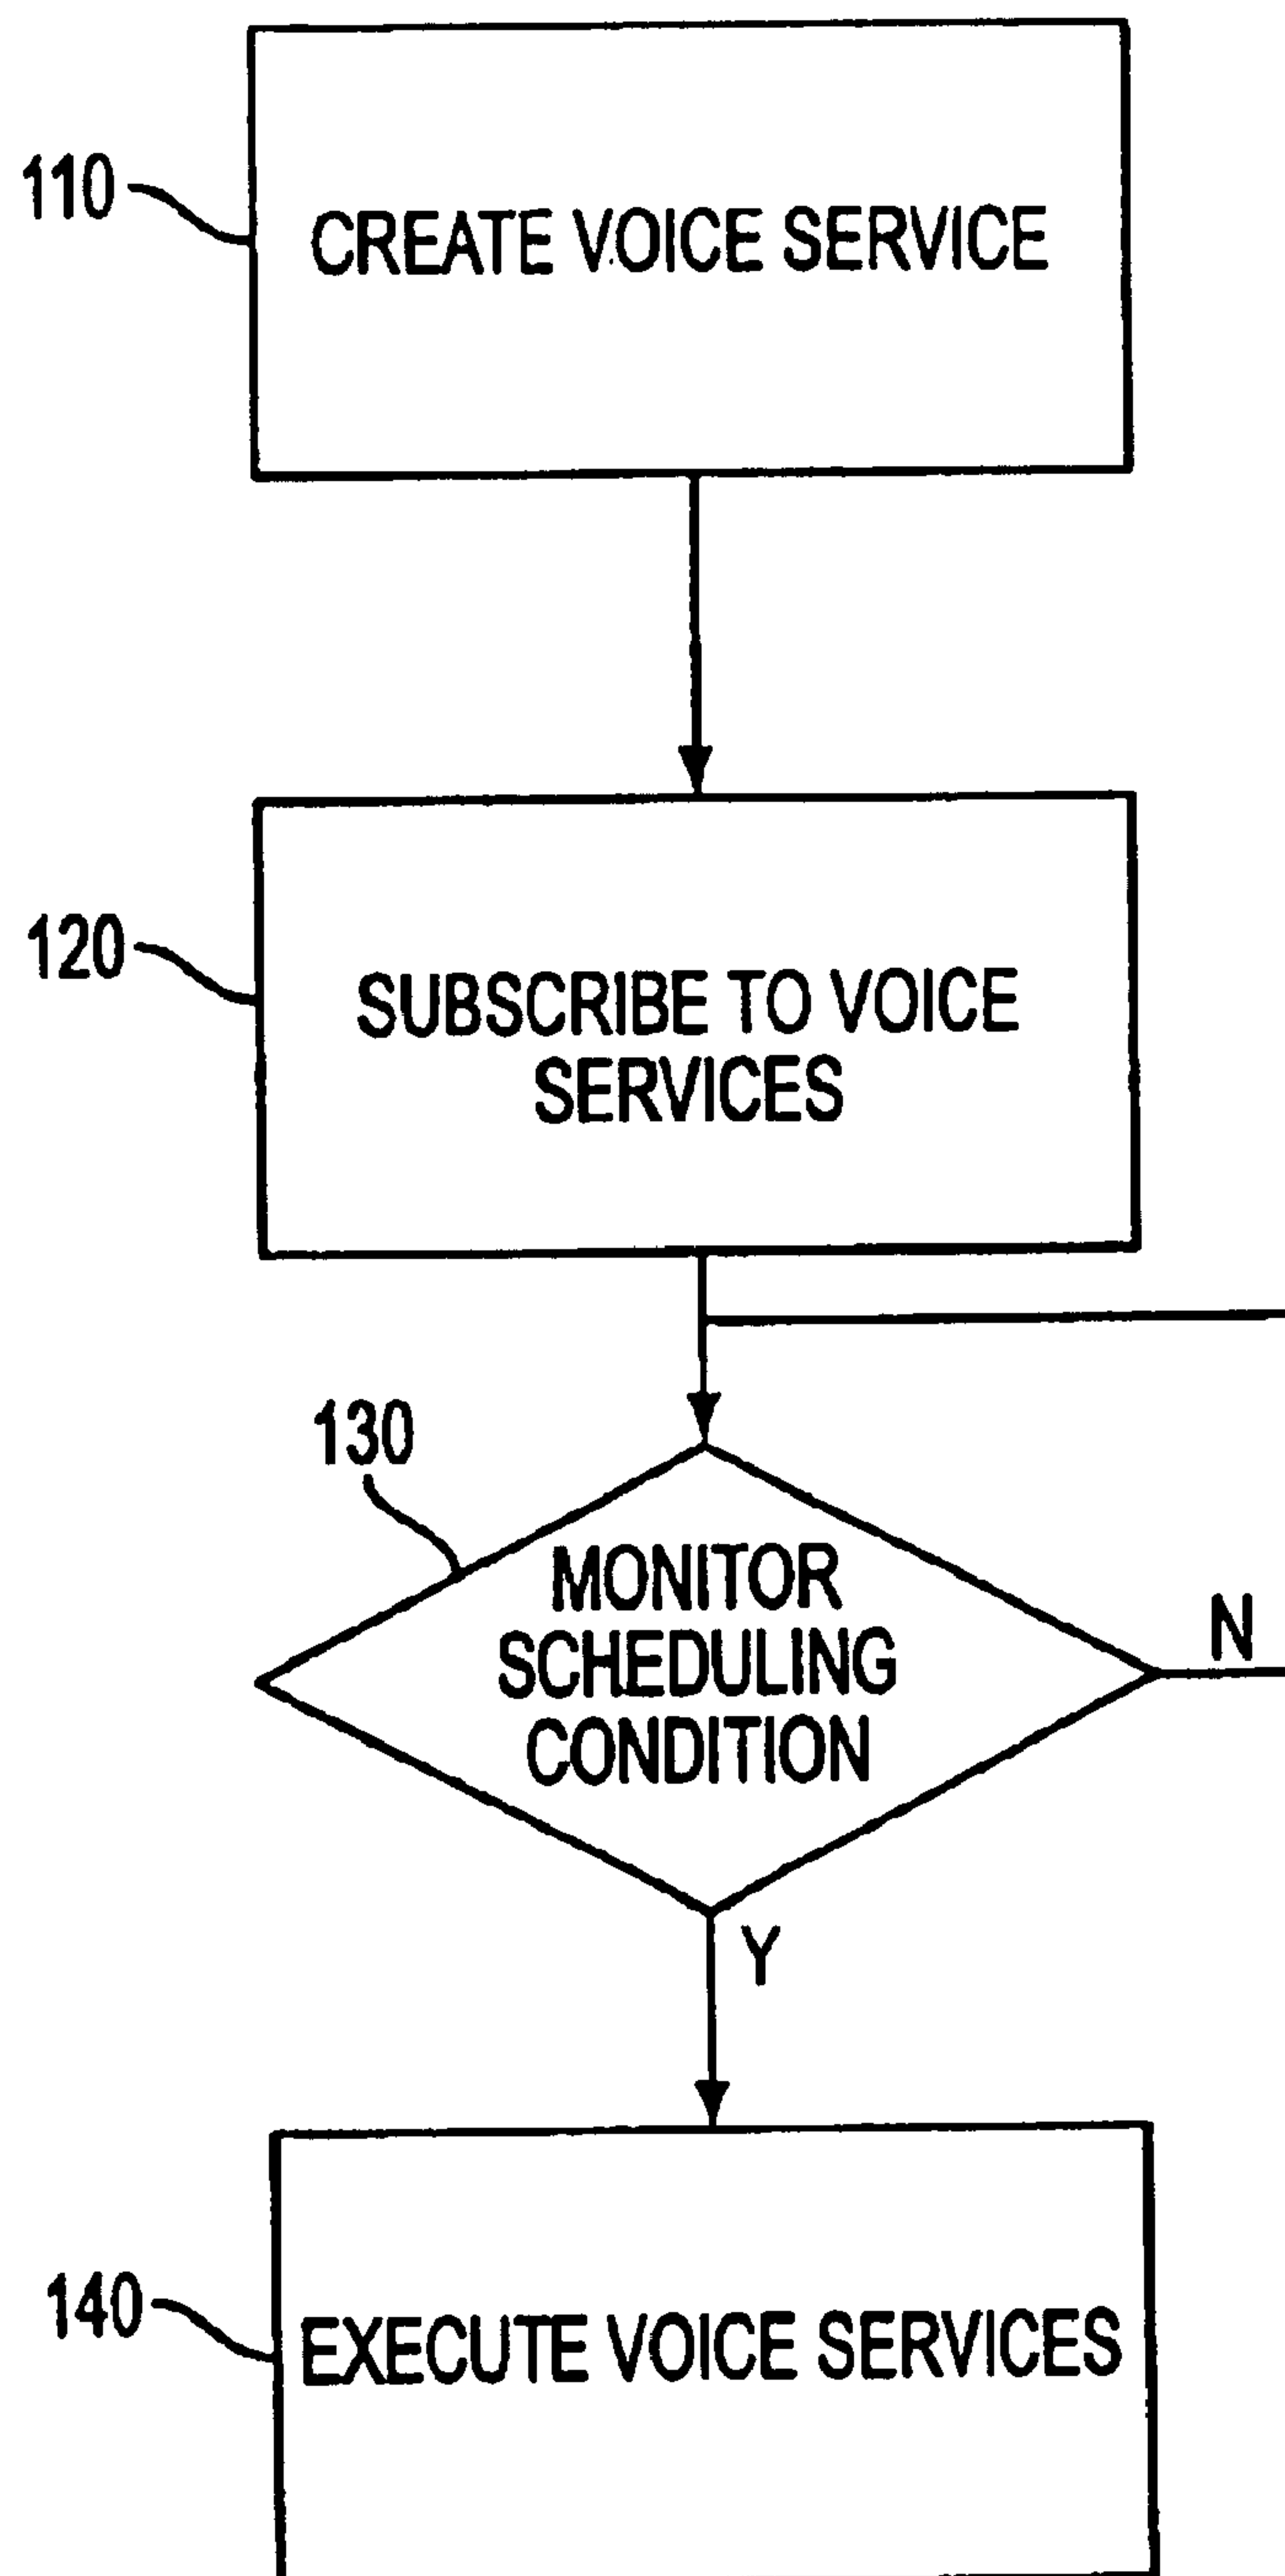 110
CREATE VOICE SERVICE
120
SUBSCRIBE TO VOICE
SERVICES
130
MONITOR
SCHEDULING
CONDITION
N
Y
140
EXECUTE VOICE SERVICES